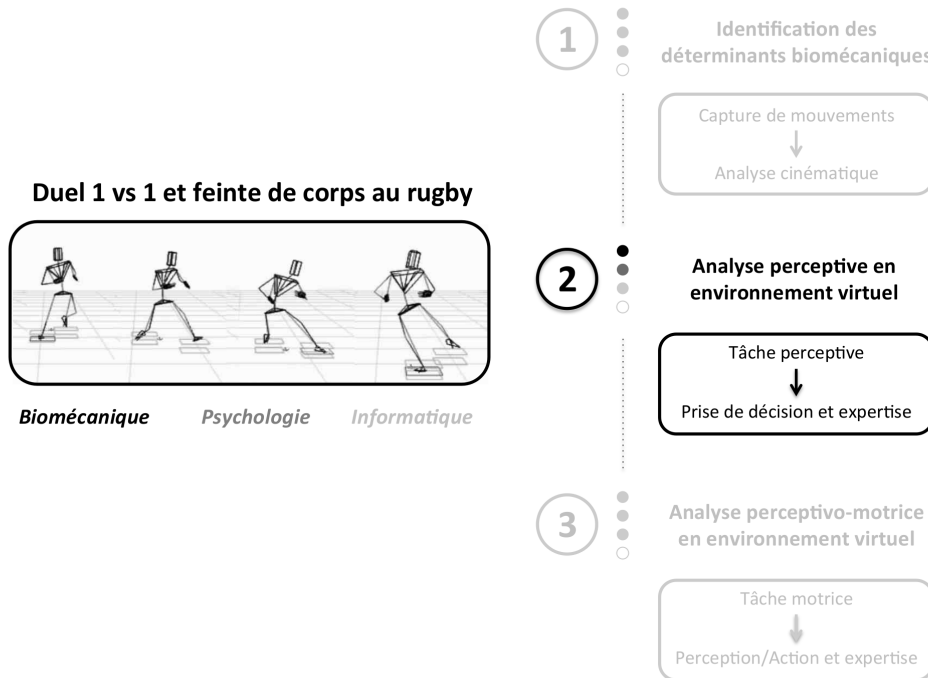 Duel 1 vs 1 et feinte de corps au rugby
Biomécanique Psychologie Informatique
1
Identification des
déterminants biomécaniques
Capture de mouvements
Analyse cinématique
2
Analyse perceptive en
environnement virtuel
Tâche perceptive
Prise de décision et expertise
3
Analyse perceptivo-motrice
en environnement virtuel
Tâche motrice
Perception/Action et expertise